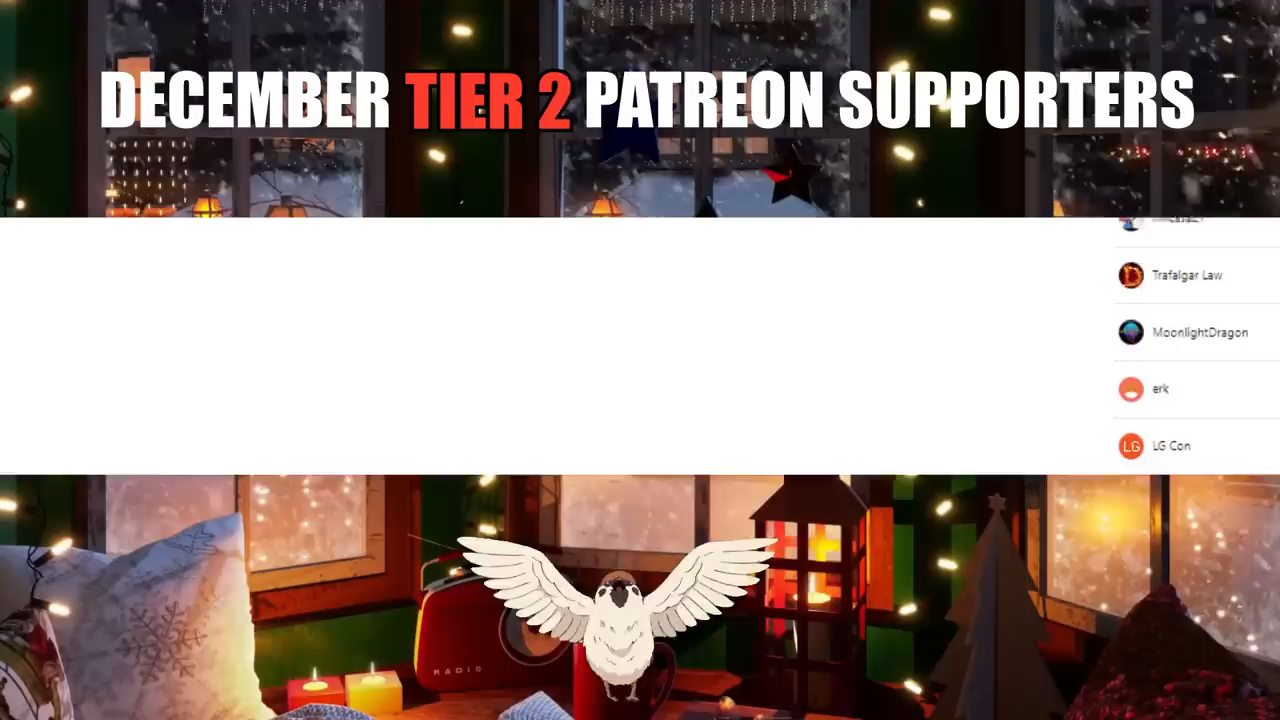 DECEMBER TIER 2 PATREON SUPPORTERS
Trafalgar Law
MoonlightDragon
erk
LG LG Con
RADIO